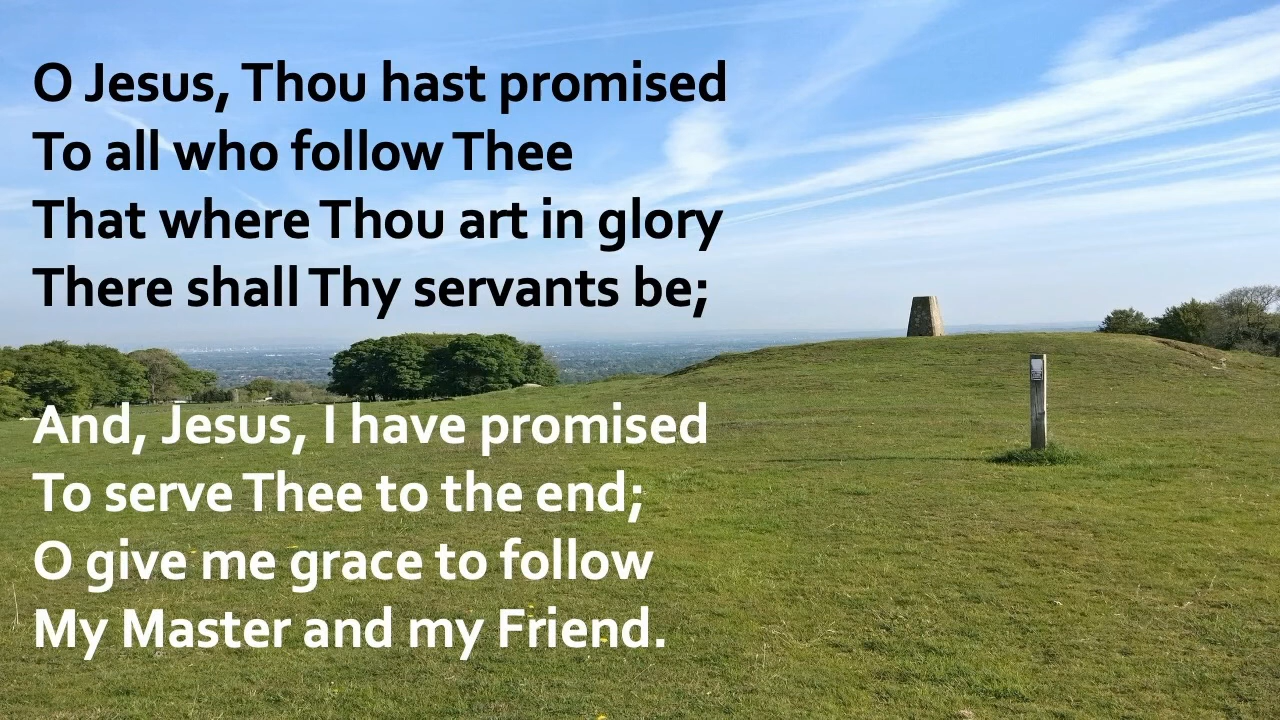 O Jesus, Thou hast promised
To all who follow Thee
That where Thou art in glory
There shall Thy servants be;
And, Jesus, I have promised
To serve Thee to the end;
O give me grace to follow
My Master and my Friend.